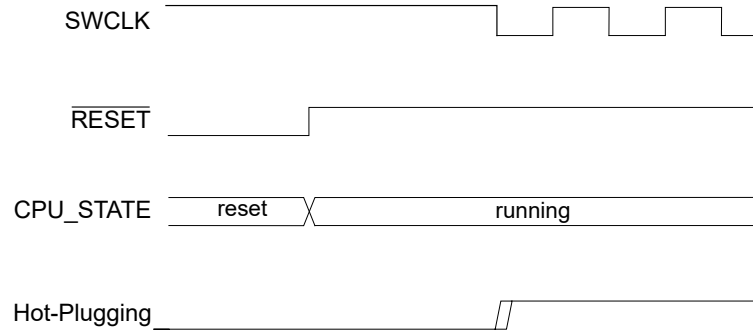 SWCLK
RESET
CPU_STATE reset running
Hot-Plugging